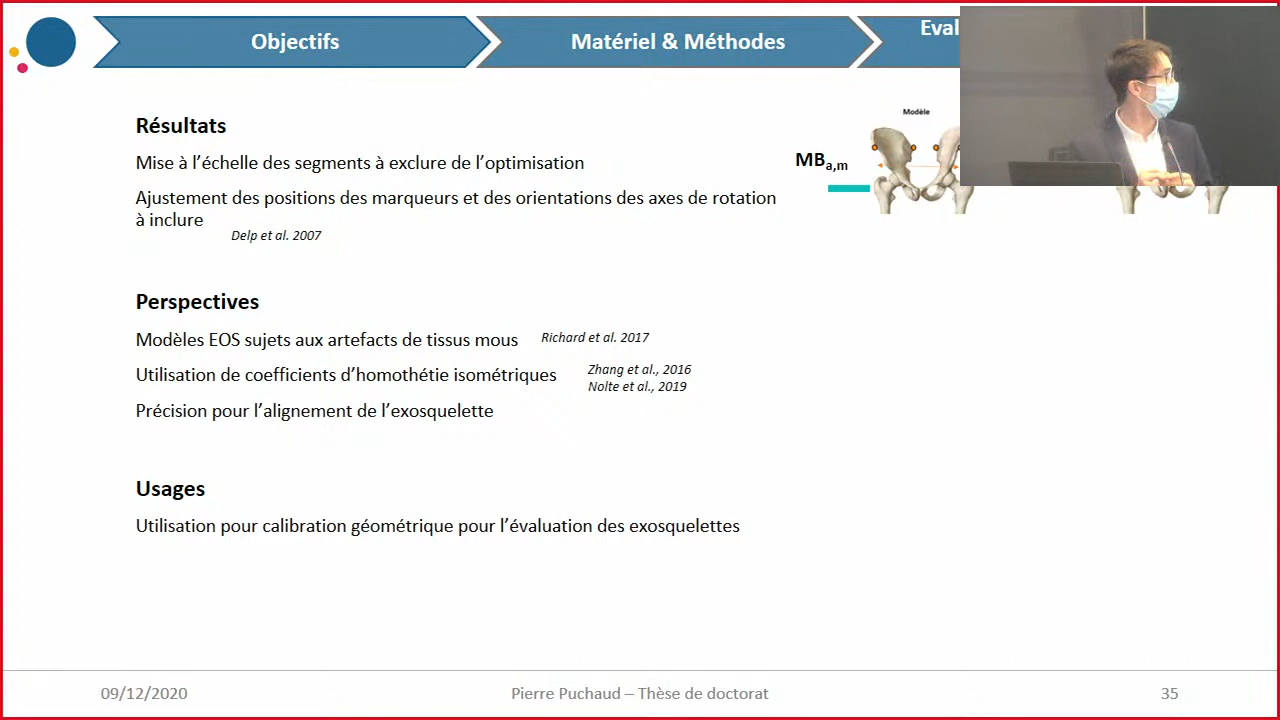 Objectifs
Matériel & Méthodes
Eval
Résultats
Mise à l'échelle des segments à exclure de l'optimisation
Ajustement des positions des marqueurs et des orientations des axes de rotation
à inclure
Delp et al. 2007
Modèle
MBa,m
Perspectives
Modèles EOS sujets aux artefacts de tissus mous
Richard et al. 2017
Utilisation de coefficients d'homothétie isométriques
Zhang et al., 2016
Nolte et al., 2019
Précision pour l'alignement de l'exosquelette
Usages
Utilisation pour calibration géométrique pour l'évaluation des exosquelettes
09/12/2020
Pierre Puchaud – Thèse de doctorat
35